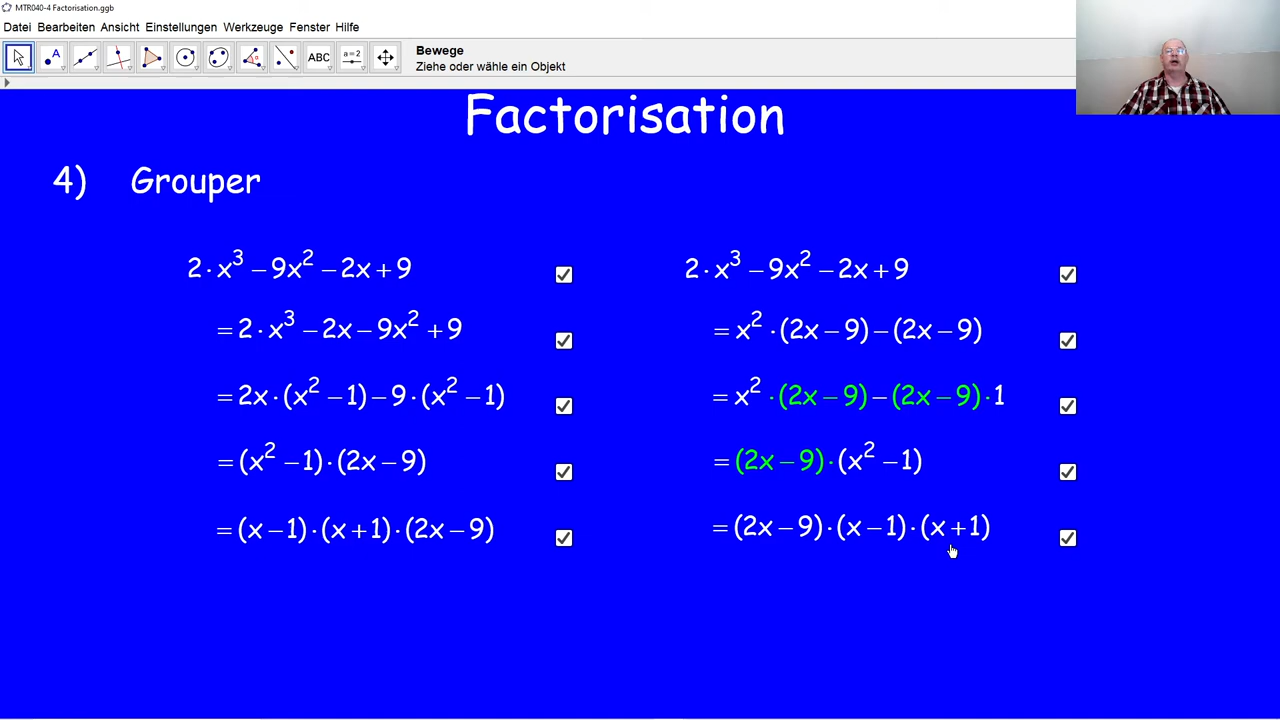 MTR040-4 Factorisation.ggb
Datei Bearbeiten Ansicht Einstellungen Werkzeuge Fenster Hilfe
A ABC a=2 Bewege
Ziehe oder wähle ein Objekt
Factorisation
4) Grouper
2·x³−9x²−2x+9
=2·x³−2x−9x²+9
=2x·(x²−1)−9·(x²−1)
=(x²−1)·(2x−9)
=(x−1)·(x+1)·(2x−9)
2·x³−9x²−2x+9
=x²·(2x−9)−(2x−9)
=x²·(2x−9)−(2x−9)·1
=(2x−9)·(x²−1)
=(2x−9)·(x−1)·(x+1)